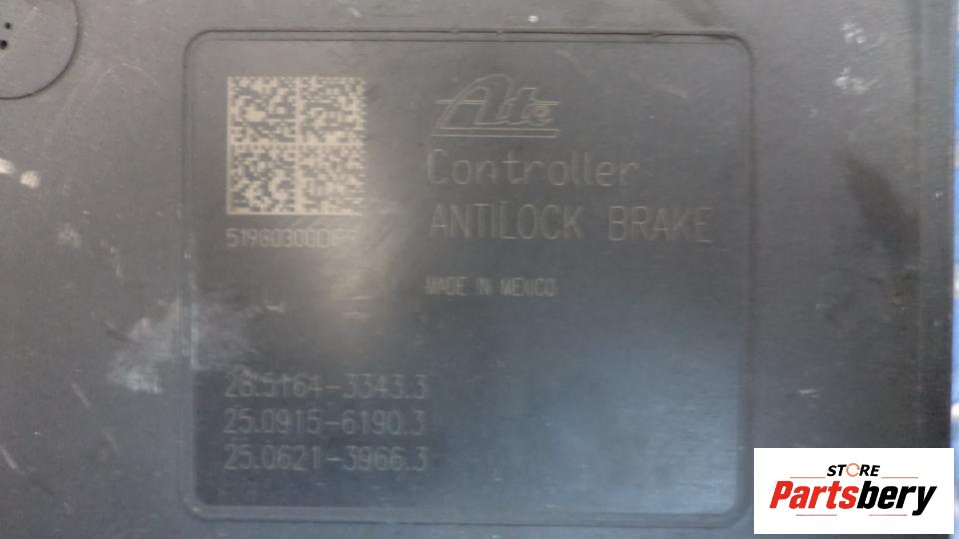 Ate
Controller
ANTILOCK BRAKE
MADE IN MEXICO
28.5164-3343.3
25.0915-6190.3
25.0621-3966.3
STORE
Partsbery